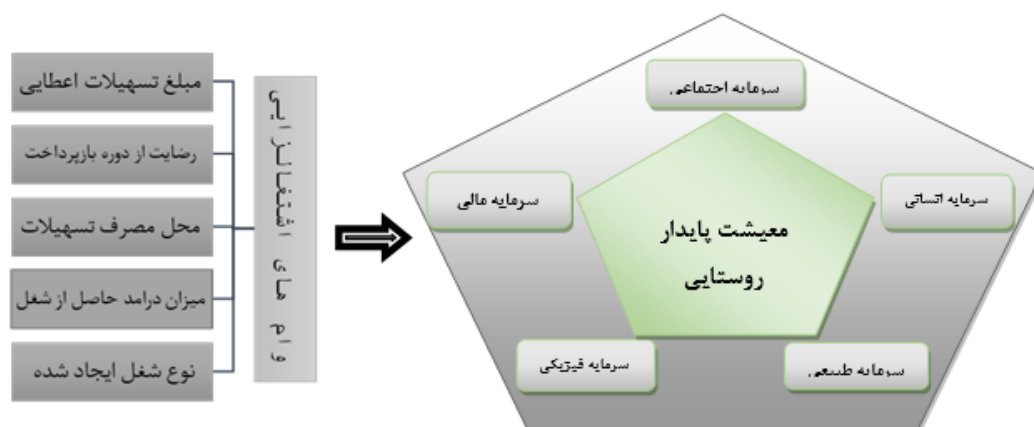 مبلغ تسهیلات اعطایی
رضایت از دوره بازپرداخت
محل مصرف تسهیلات
میزان درامد حاصل از شغل
نوع شغل ایجاد شده
وام های اشتغالزایی
سرمایه اجتماعی
سرمایه مالی
سرمایه انسانی
معیشت پایدار
روستایی
سرمایه فیزیکی
سرمایه طبیعی